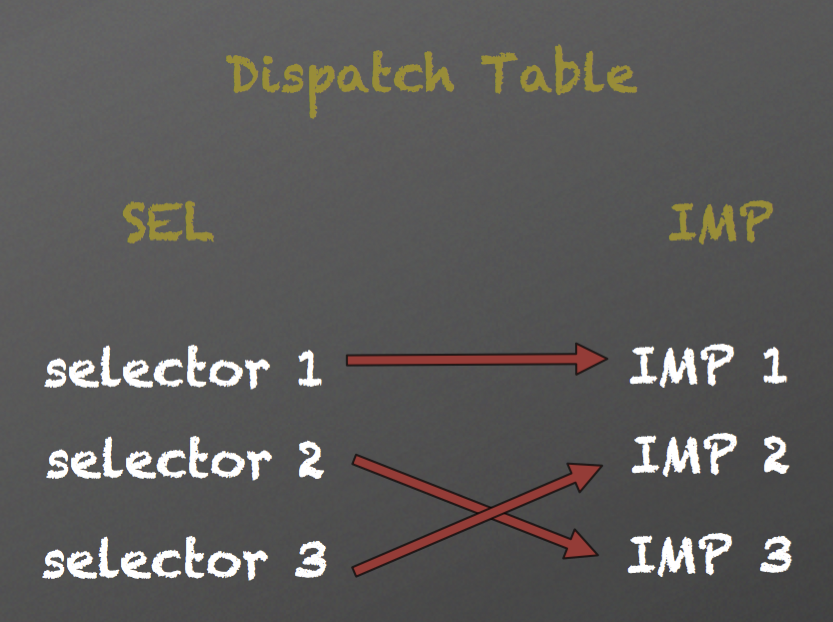 Dispatch Table
SEL IMP
selector 1 IMP 1
selector 2 IMP 2
selector 3 IMP 3